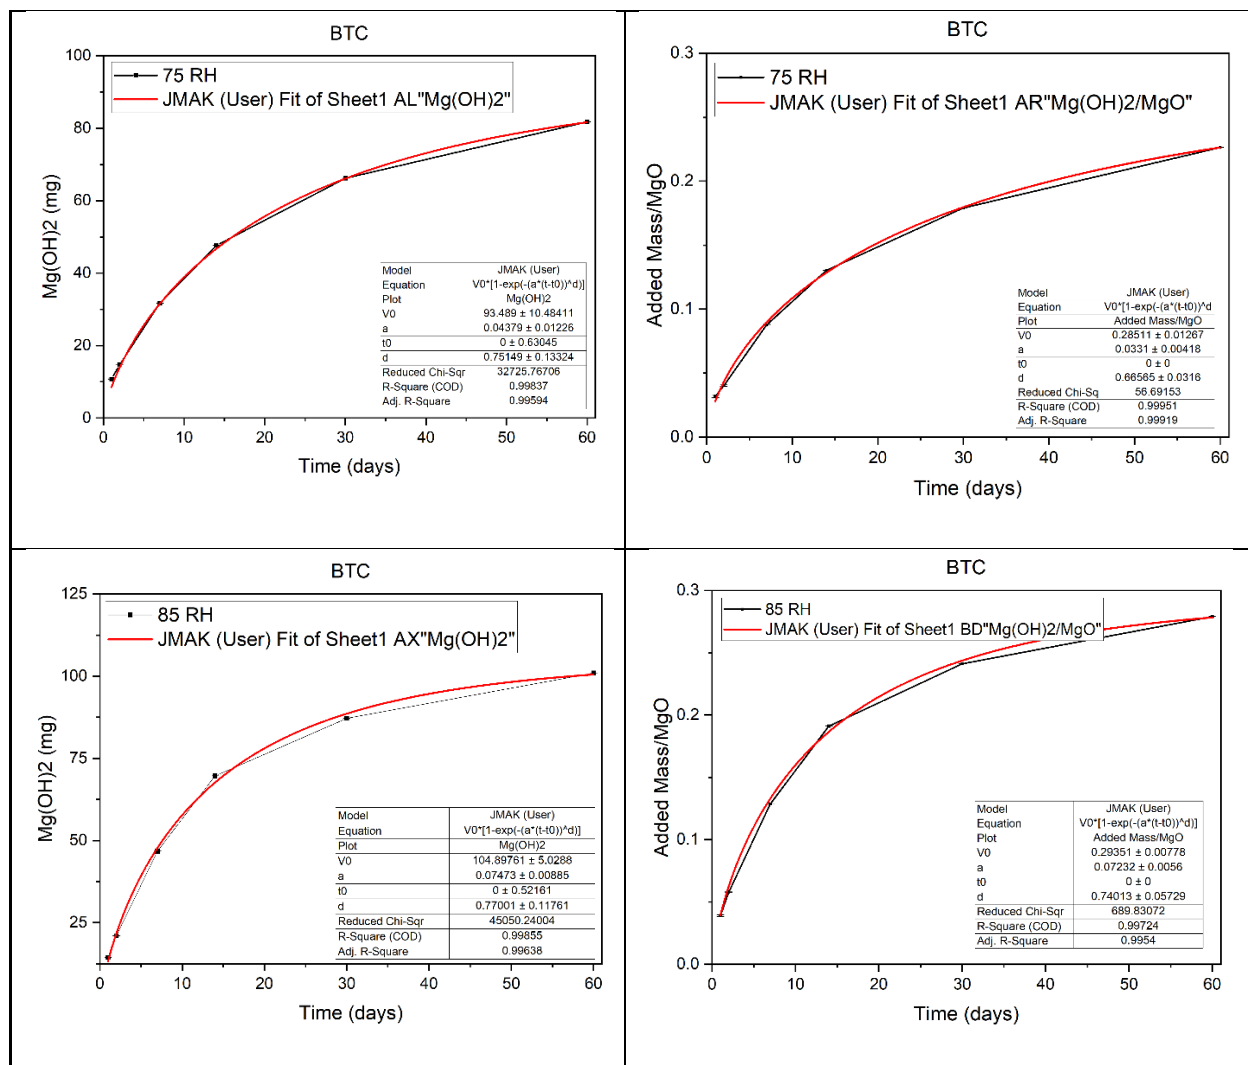 BTC
100
80
60
40
20
0
Mg(OH)2 (mg)
75 RH
JMAK (User) Fit of Sheet1 AL"Mg(OH)2"
Model JMAK (User)
Equation V0*[1-exp(-(a*(t-t0))^d)]
Plot Mg(OH)2
V0 93.489 ± 10.48411
a 0.04379 ± 0.01226
t0 0 ± 0.63045
d 0.75149 ± 0.13324
Reduced Chi-Sqr 32725.76706
R-Square (COD) 0.99837
Adj. R-Square 0.99594
0 10 20 30 40 50 60
Time (days)
BTC
0.3
0.2
0.1
0.0
Added Mass/MgO
75 RH
JMAK (User) Fit of Sheet1 AR"Mg(OH)2/MgO"
Model JMAK (User)
Equation V0*[1-exp(-(a*(t-t0))^d
Plot Added Mass/MgO
V0 0.28511 ± 0.01267
a 0.0331 ± 0.00418
t0 0 ± 0
d 0.66565 ± 0.0316
Reduced Chi-Sq 56.69153
R-Square (COD) 0.99951
Adj. R-Square 0.99919
0 10 20 30 40 50 60
Time (days)
BTC
125
100
75
50
25
Mg(OH)2 (mg)
85 RH
JMAK (User) Fit of Sheet1 AX"Mg(OH)2"
Model JMAK (User)
Equation V0*[1-exp(-(a*(t-t0))^d)]
Plot Mg(OH)2
V0 104.89761 ± 5.0288
a 0.07473 ± 0.00885
t0 0 ± 0.52161
d 0.77001 ± 0.11761
Reduced Chi-Sqr 45050.24004
R-Square (COD) 0.99855
Adj. R-Square 0.99638
0 10 20 30 40 50 60
Time (days)
BTC
0.3
0.2
0.1
0.0
Added Mass/MgO
85 RH
JMAK (User) Fit of Sheet1 BD"Mg(OH)2/MgO"
Model JMAK (User)
Equation V0*[1-exp(-(a*(t-t0))^d)]
Plot Added Mass/MgO
V0 0.29351 ± 0.00778
a 0.07232 ± 0.0056
t0 0 ± 0
d 0.74013 ± 0.05729
Reduced Chi-Sqr 689.83072
R-Square (COD) 0.99724
Adj. R-Square 0.9954
0 10 20 30 40 50 60
Time (days)